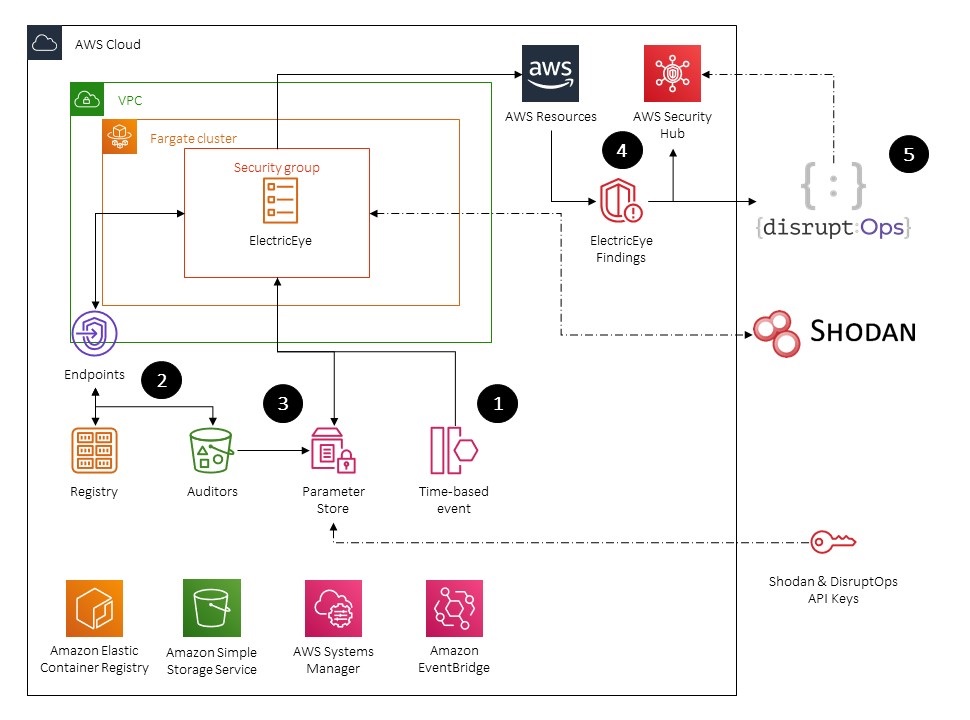 AWS Cloud
aws
VPC
AWS Resources
AWS Security
Hub
Fargate cluster
4
5
Security group
{:}
{disrupt:Ops}
ElectricEye
ElectricEye
Findings
SHODAN
Endpoints
2
3
1
Registry
Auditors
Parameter
Store
Time-based
event
Shodan & DisruptOps
API Keys
Amazon Elastic
Container Registry
Amazon Simple
Storage Service
AWS Systems
Manager
Amazon
EventBridge